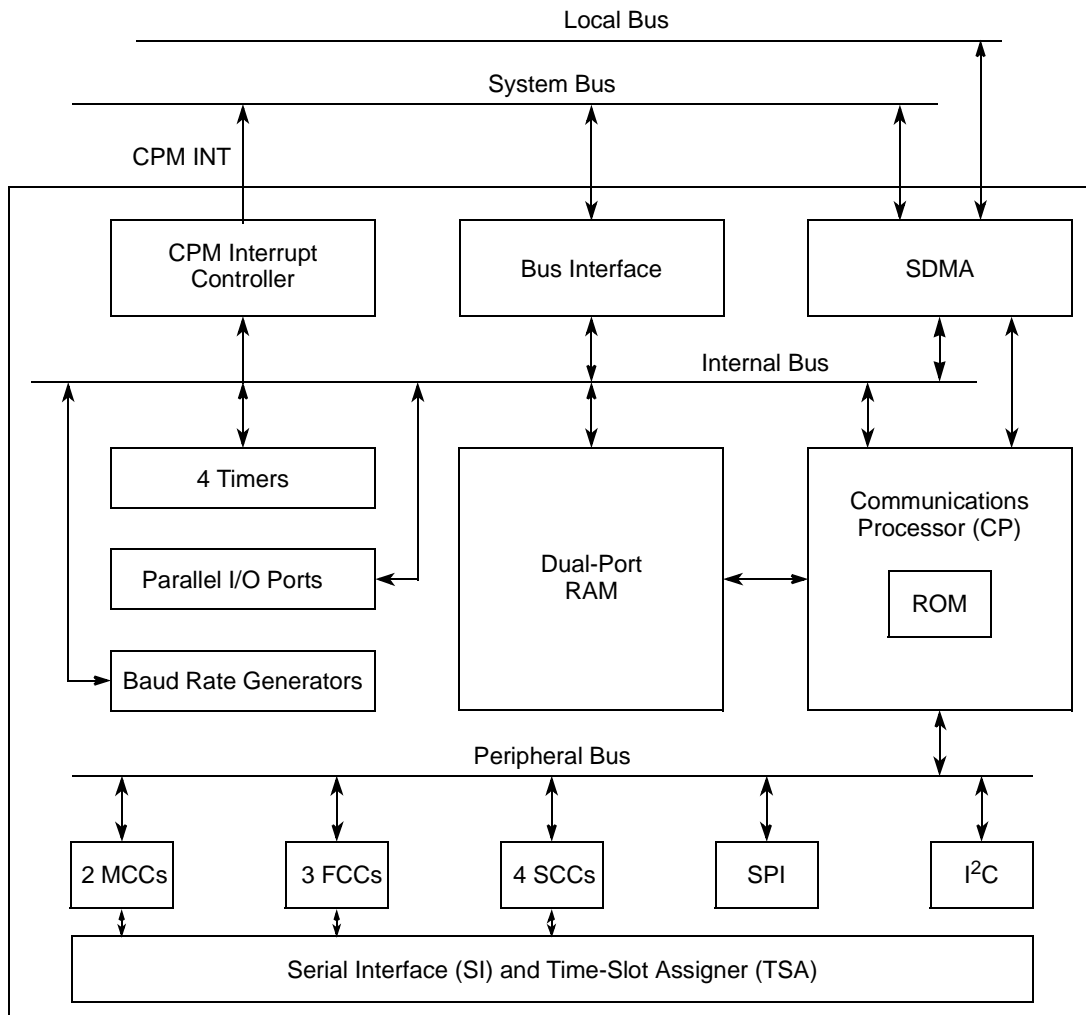 Local Bus
System Bus
CPM INT
CPM Interrupt
Controller
Bus Interface
SDMA
Internal Bus
4 Timers
Parallel I/O Ports
Baud Rate Generators
Dual-Port
RAM
Communications
Processor (CP)
ROM
Peripheral Bus
2 MCCs
3 FCCs
4 SCCs
SPI
I²C
Serial Interface (SI) and Time-Slot Assigner (TSA)